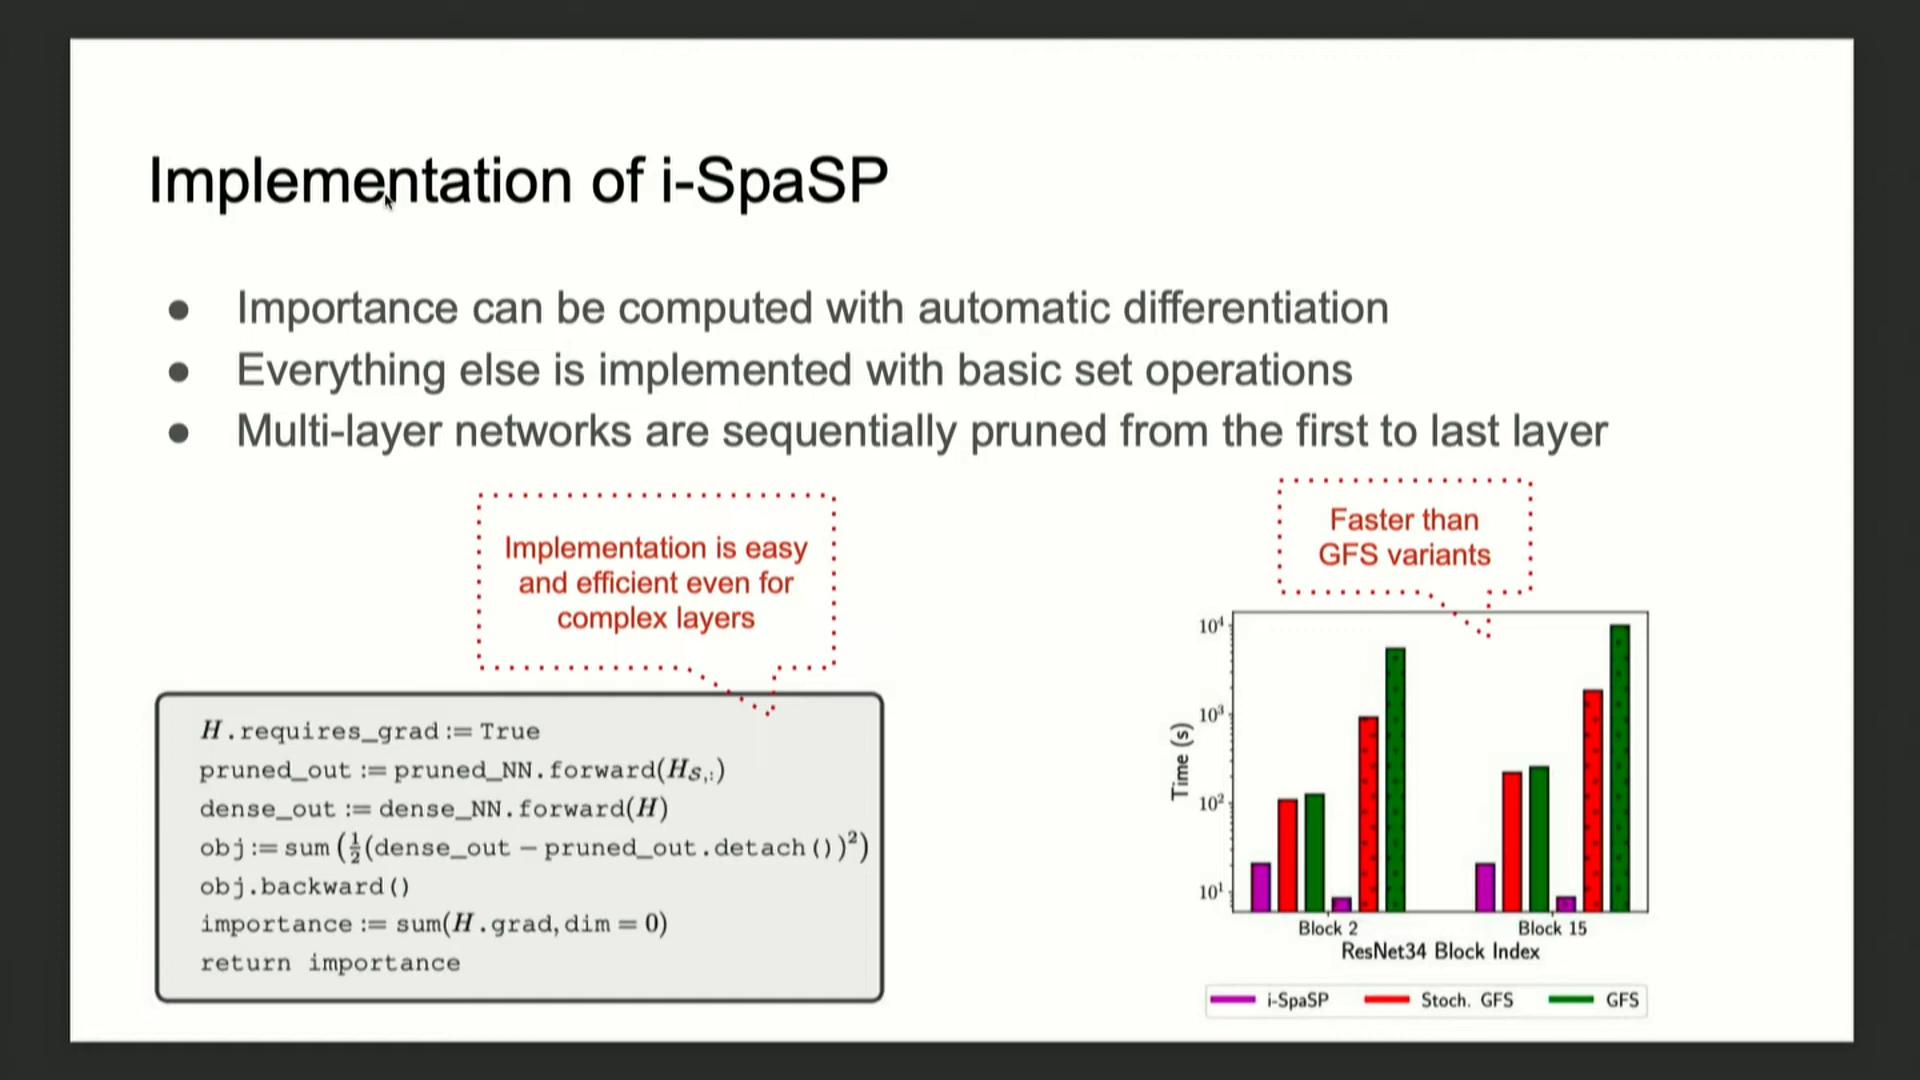 Implementation of i-SpaSP
● Importance can be computed with automatic differentiation
● Everything else is implemented with basic set operations
● Multi-layer networks are sequentially pruned from the first to last layer
Implementation is easy
and efficient even for
complex layers
H.requires_grad := True
pruned_out := pruned_NN.forward(H_{S,:})
dense_out := dense_NN.forward(H)
obj := sum(½(dense_out − pruned_out.detach())²)
obj.backward()
importance := sum(H.grad, dim = 0)
return importance
Faster than
GFS variants
10⁴
10³
10²
10¹
Time (s)
Block 2 Block 15
ResNet34 Block Index
i-SpaSP Stoch. GFS GFS